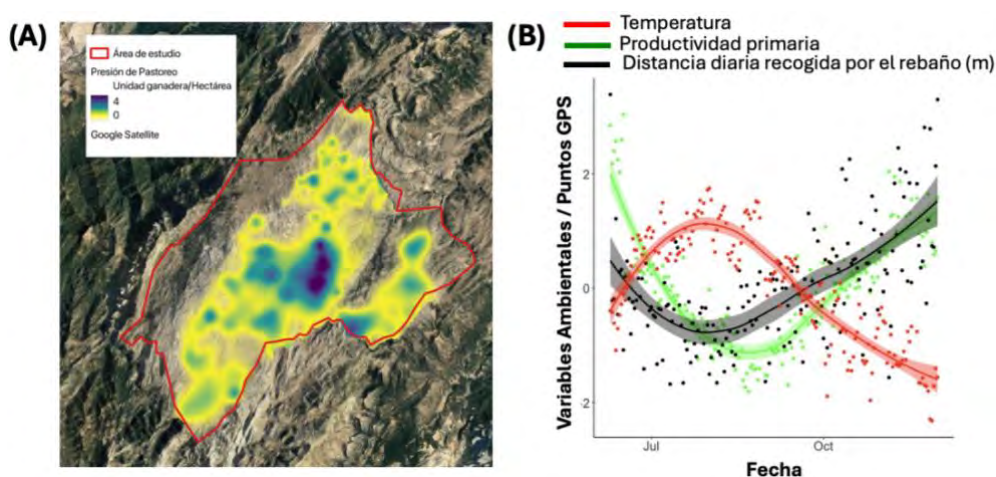 (A)
Área de estudio
Presión de Pastoreo
Unidad ganadera/Hectárea
4
0
Google Satellite
(B)
Temperatura
Productividad primaria
Distancia diaria recogida por el rebaño (m)
Variables Ambientales / Puntos GPS
2
0
-2
Jul
Oct
Fecha